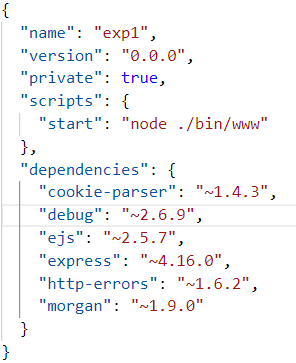 {
  "name": "exp1",
  "version": "0.0.0",
  "private": true,
  "scripts": {
    "start": "node ./bin/www"
  },
  "dependencies": {
    "cookie-parser": "~1.4.3",
    "debug": "~2.6.9",
    "ejs": "~2.5.7",
    "express": "~4.16.0",
    "http-errors": "~1.6.2",
    "morgan": "~1.9.0"
  }
}